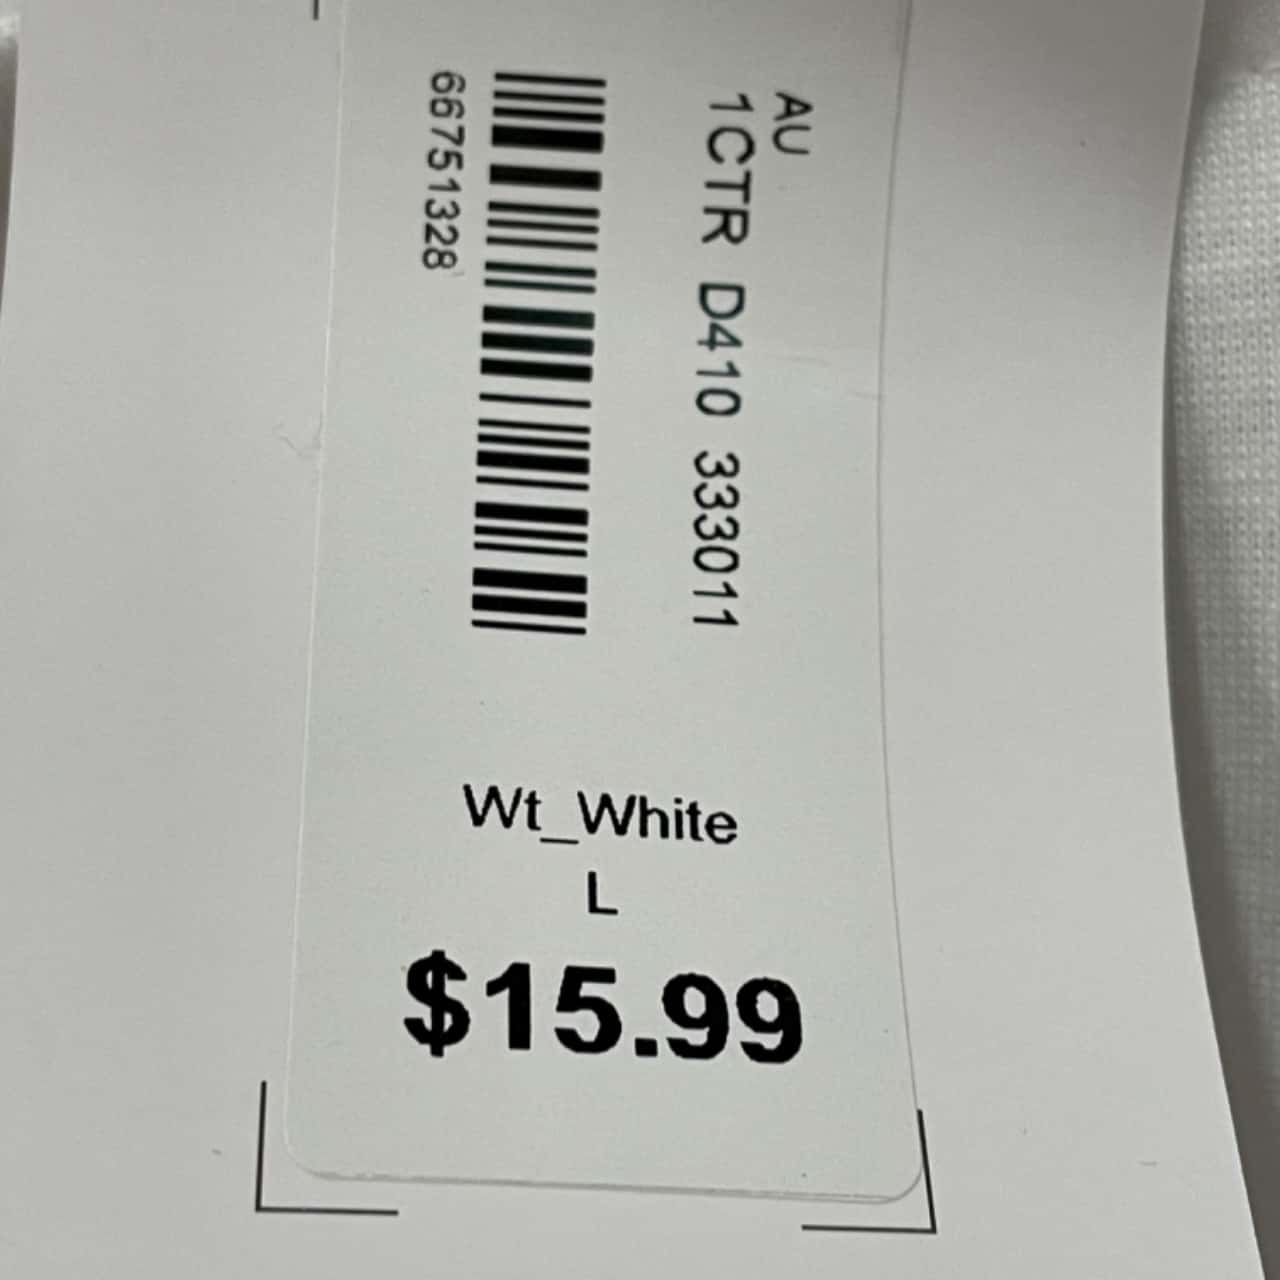 AU
1CTR D410 333011
66751328
Wt_White
L
$15.99